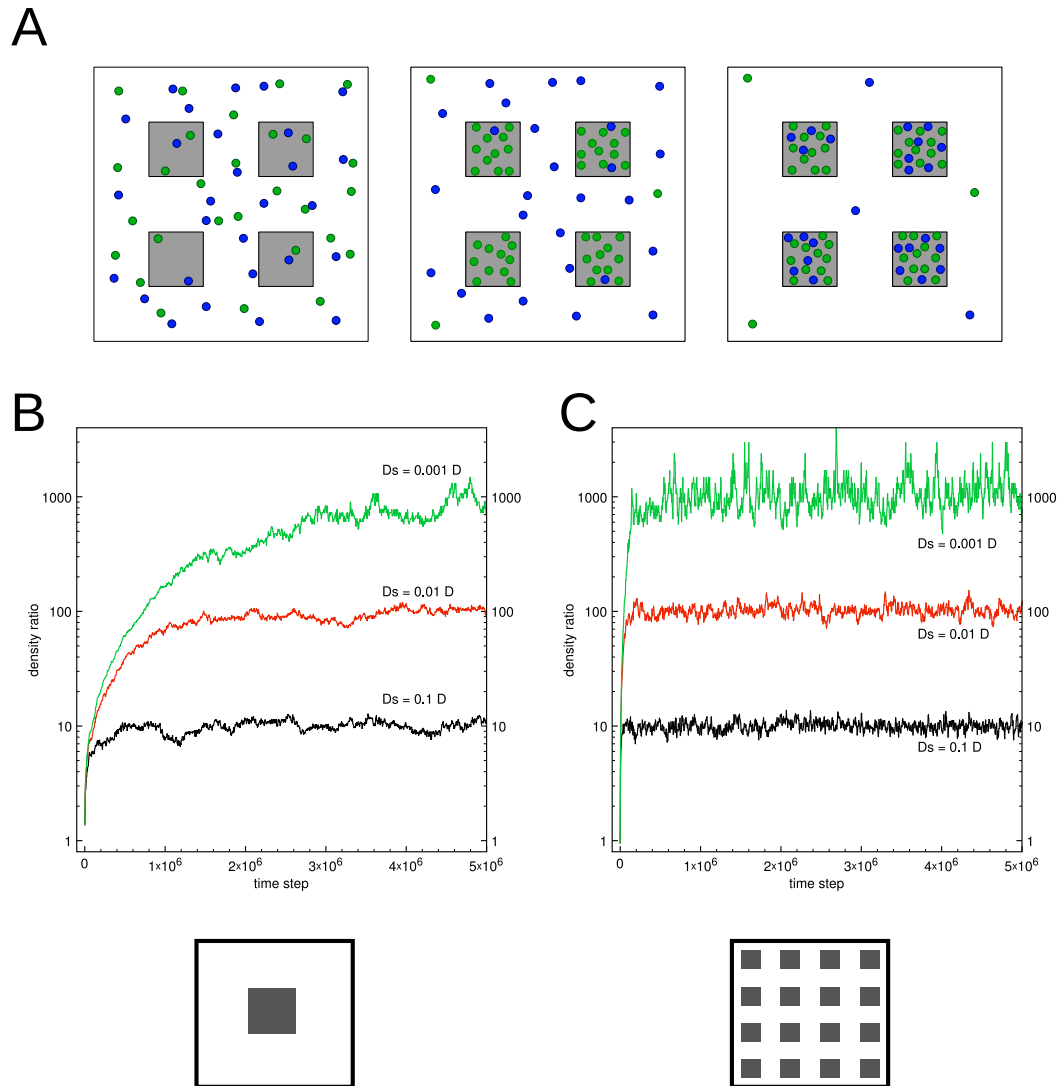 A
B
C
Ds = 0.001 D
Ds = 0.01 D
Ds = 0.1 D
density ratio
1000
100
10
1
1000
100
10
1
0
1×10⁶
2×10⁶
3×10⁶
4×10⁶
5×10⁶
time step
Ds = 0.001 D
Ds = 0.01 D
Ds = 0.1 D
density ratio
1000
100
10
1
1000
100
10
1
0
1×10⁶
2×10⁶
3×10⁶
4×10⁶
5×10⁶
time step